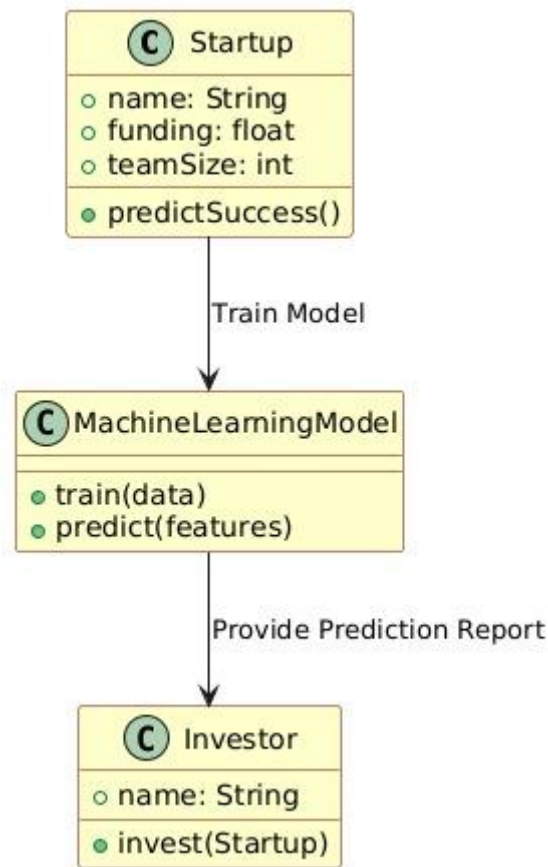 C Startup
name: String
funding: float
teamSize: int
predictSuccess()
Train Model
C MachineLearningModel
train(data)
predict(features)
Provide Prediction Report
C Investor
name: String
invest(Startup)